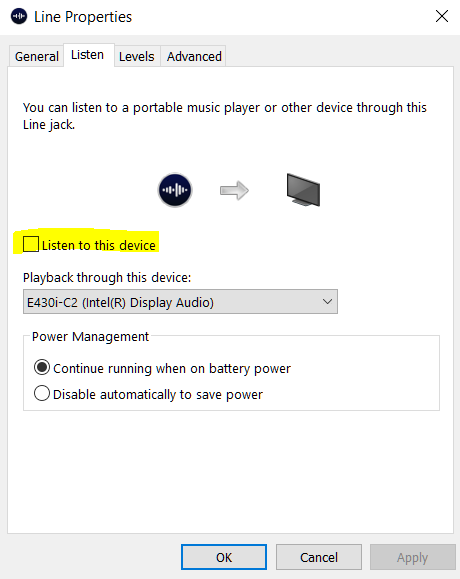 Line Properties
General Listen Levels Advanced
You can listen to a portable music player or other device through this
Line jack.
Listen to this device
Playback through this device:
E430i-C2 (Intel(R) Display Audio)
Power Management
Continue running when on battery power
Disable automatically to save power
OK Cancel Apply